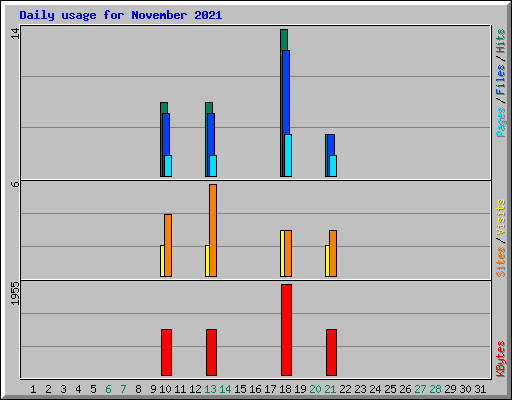 Daily usage for November 2021
14
Pages / Files / Hits
6
Sites / Visits
1955
KBytes
1 2 3 4 5 6 7 8 9 10 11 12 13 14 15 16 17 18 19 20 21 22 23 24 25 26 27 28 29 30 31